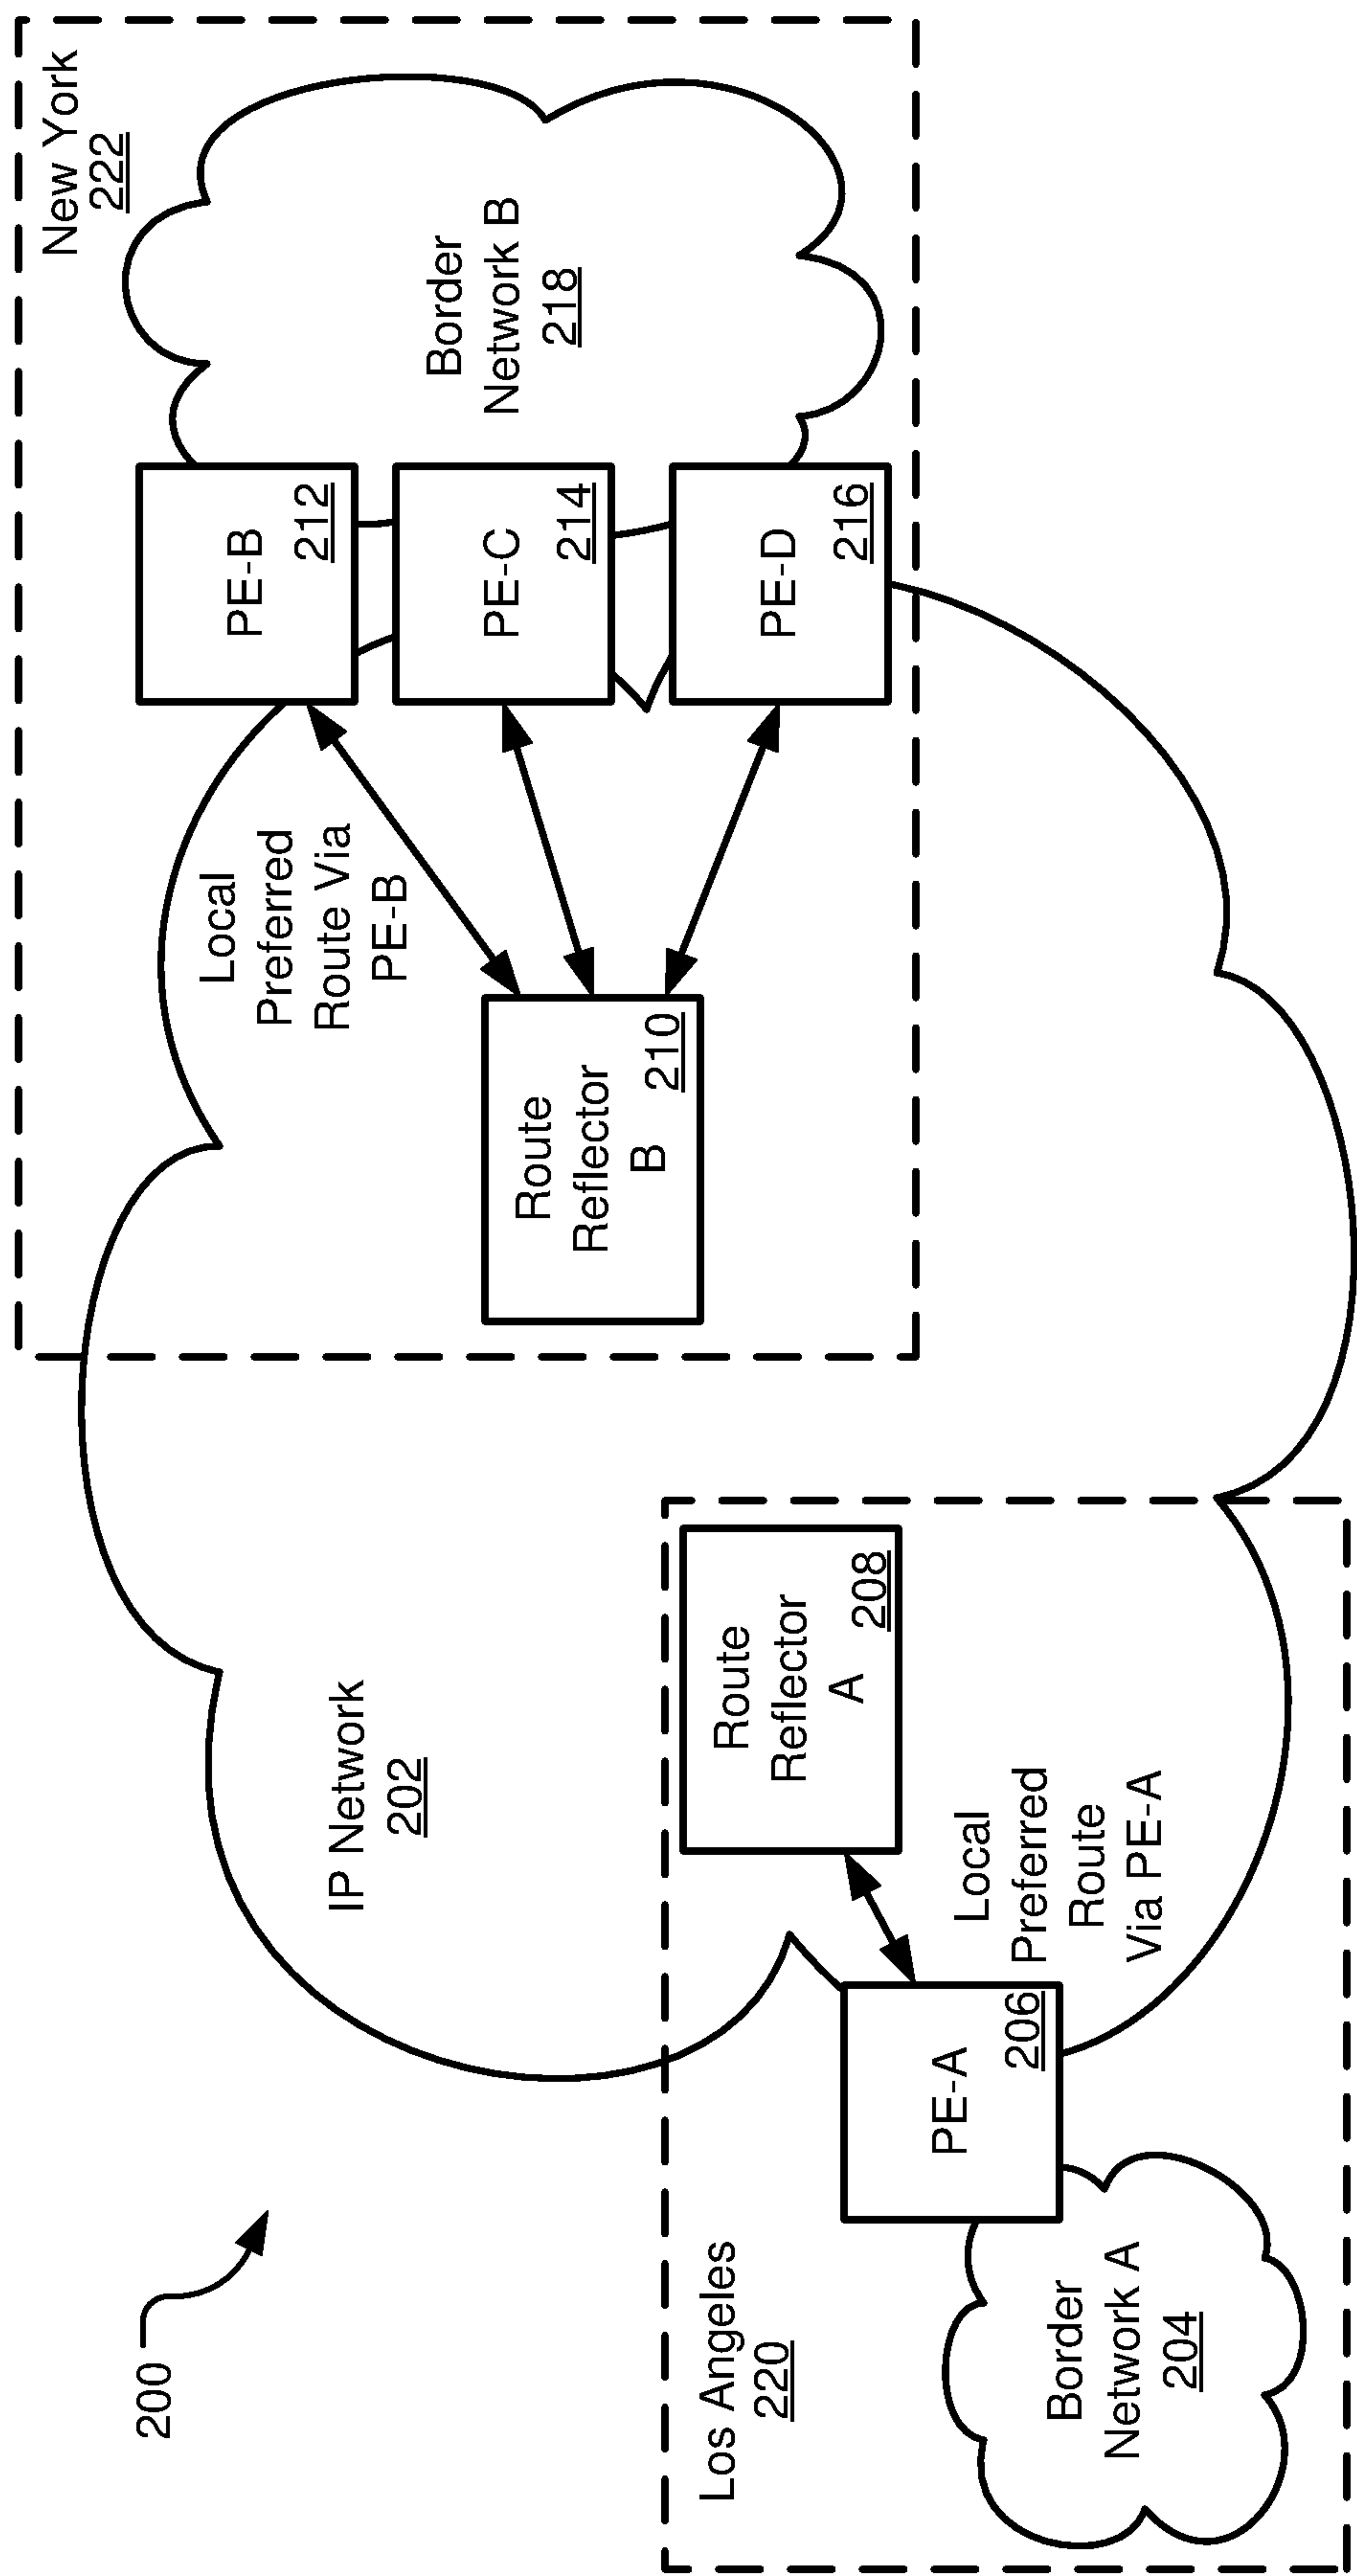 200
IP Network
202
New York
222
Local
Preferred
Route Via
PE-B
PE-B
212
PE-C
214
PE-D
216
Border
Network B
218
Route
Reflector
B
210
Los Angeles
220
Route
Reflector
A
208
PE-A
206
Local
Preferred
Route
Via PE-A
Border
Network A
204